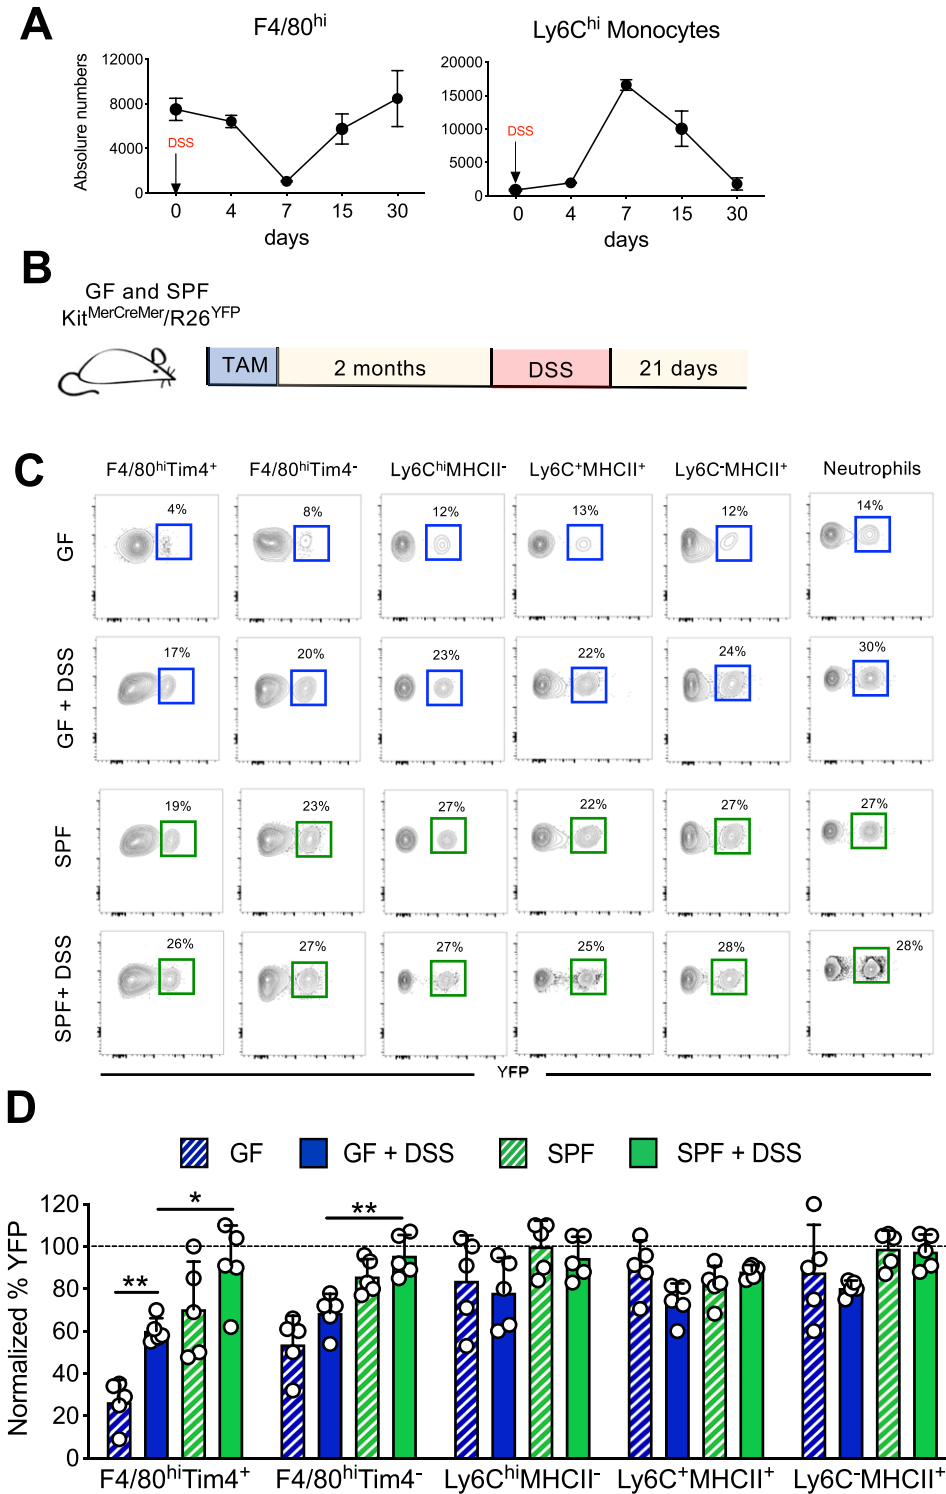 A
F4/80hi
Ly6Chi Monocytes
Absolure numbers
12000
8000
4000
0
DSS
0 4 7 15 30
days
20000
15000
10000
5000
0
DSS
0 4 7 15 30
days
B
GF and SPF
KitMerCreMer/R26YFP
TAM 2 months DSS 21 days
C
F4/80hiTim4+ F4/80hiTim4- Ly6ChiMHCII- Ly6C+MHCII+ Ly6C-MHCII+ Neutrophils
GF
4% 8% 12% 13% 12% 14%
GF + DSS
17% 20% 23% 22% 24% 30%
SPF
19% 23% 27% 22% 27% 27%
SPF+ DSS
26% 27% 27% 25% 28% 28%
YFP
D
GF GF + DSS SPF SPF + DSS
Normalized % YFP
120
100
80
60
40
20
0
** * **
F4/80hiTim4+ F4/80hiTim4- Ly6ChiMHCII- Ly6C+MHCII+ Ly6C-MHCII+